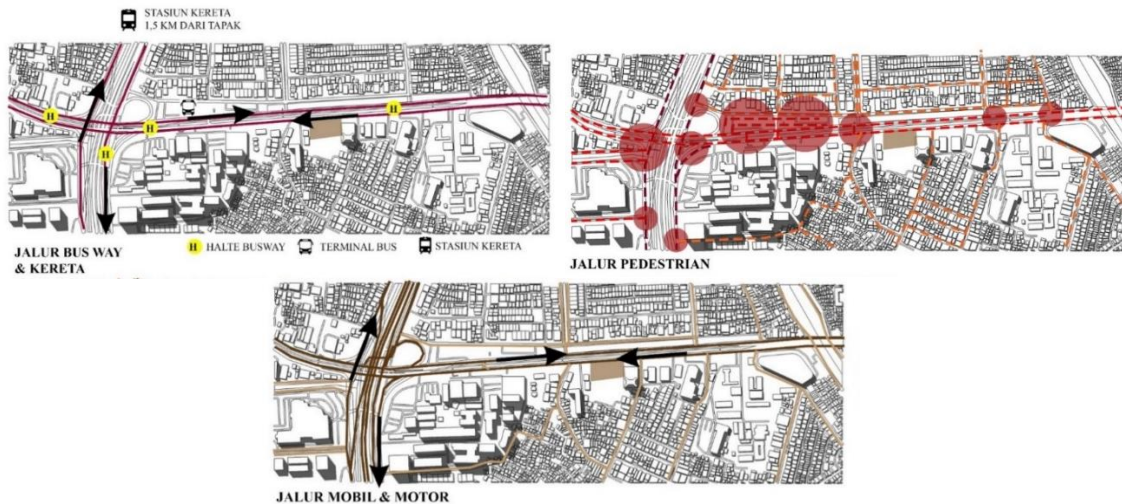 STASIUN KERETA
1,5 KM DARI TAPAK
H
H
H
H
H HALTE BUSWAY
TERMINAL BUS
STASIUN KERETA
JALUR BUS WAY
& KERETA
JALUR PEDESTRIAN
JALUR MOBIL & MOTOR